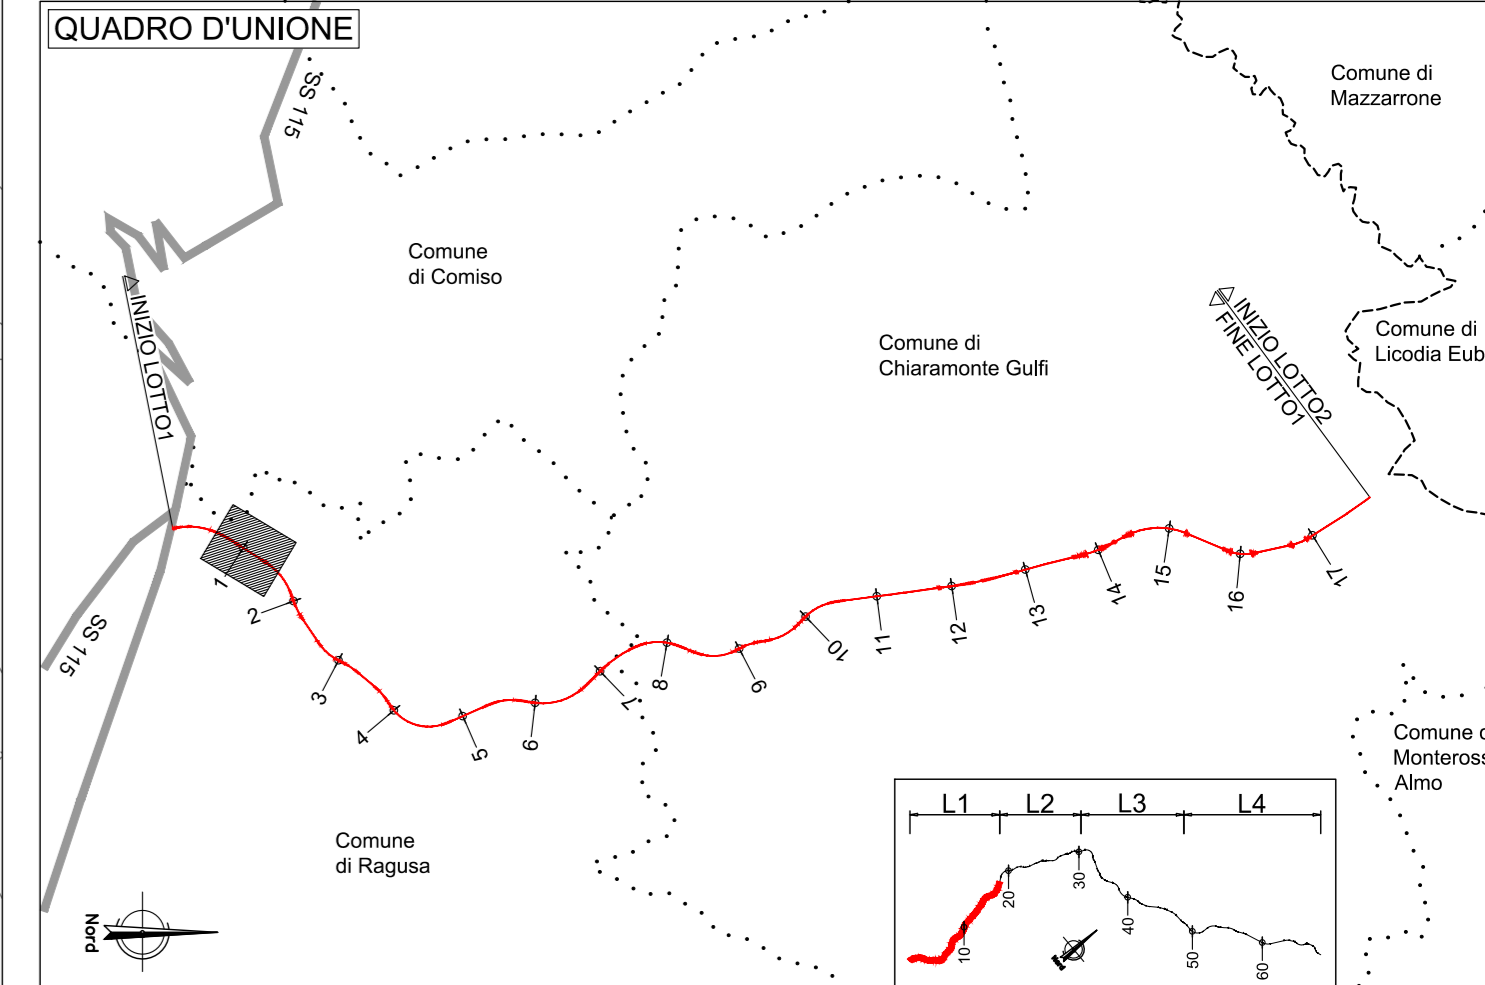 QUADRO D'UNIONE
SS 115
Comune di
Mazzarrone
Comune
di Comiso
INIZIO LOTTO1
Comune di
Chiaramonte Gulfi
INIZIO LOTTO2
FINE LOTTO1
Comune di
Licodia Eub
1
2
3
4
5
6
7
8
9
10
11
12
13
14
15
16
17
SS 115
Comune
di Ragusa
Nord
Comune d
Monteross
Almo
L1 L2 L3 L4
10
20
30
40
50
60
Nord